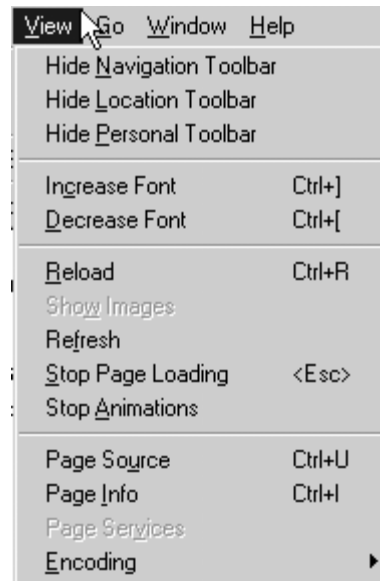 View Go Window Help
Hide Navigation Toolbar
Hide Location Toolbar
Hide Personal Toolbar
Increase Font Ctrl+]
Decrease Font Ctrl+[
Reload Ctrl+R
Show Images
Refresh
Stop Page Loading <Esc>
Stop Animations
Page Source Ctrl+U
Page Info Ctrl+I
Page Services
Encoding